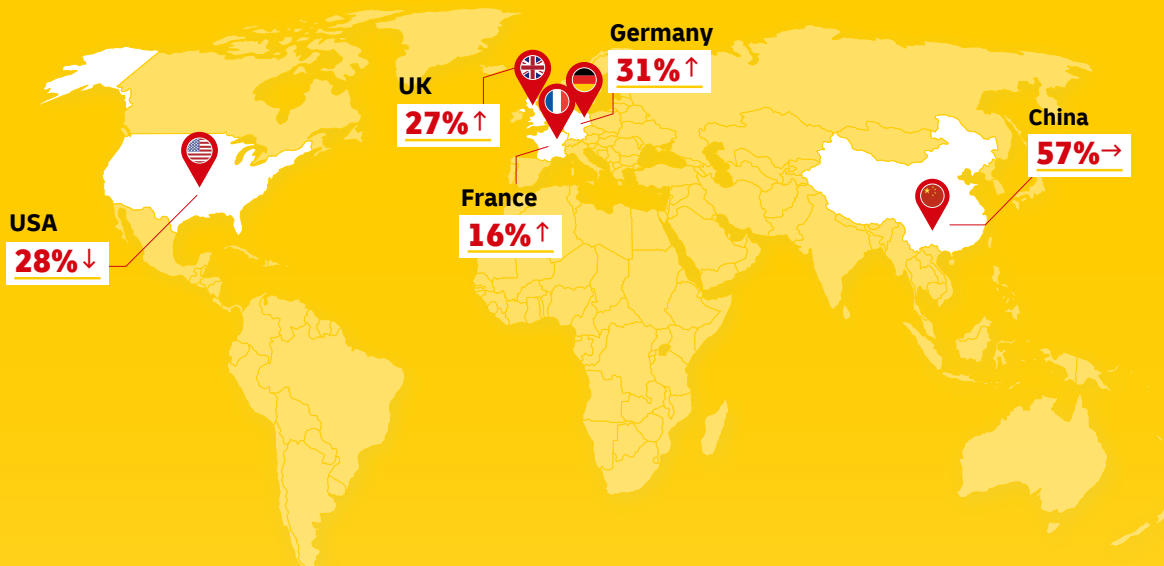 Germany
31%↑
UK
27%↑
China
57%→
France
16%↑
USA
28%↓